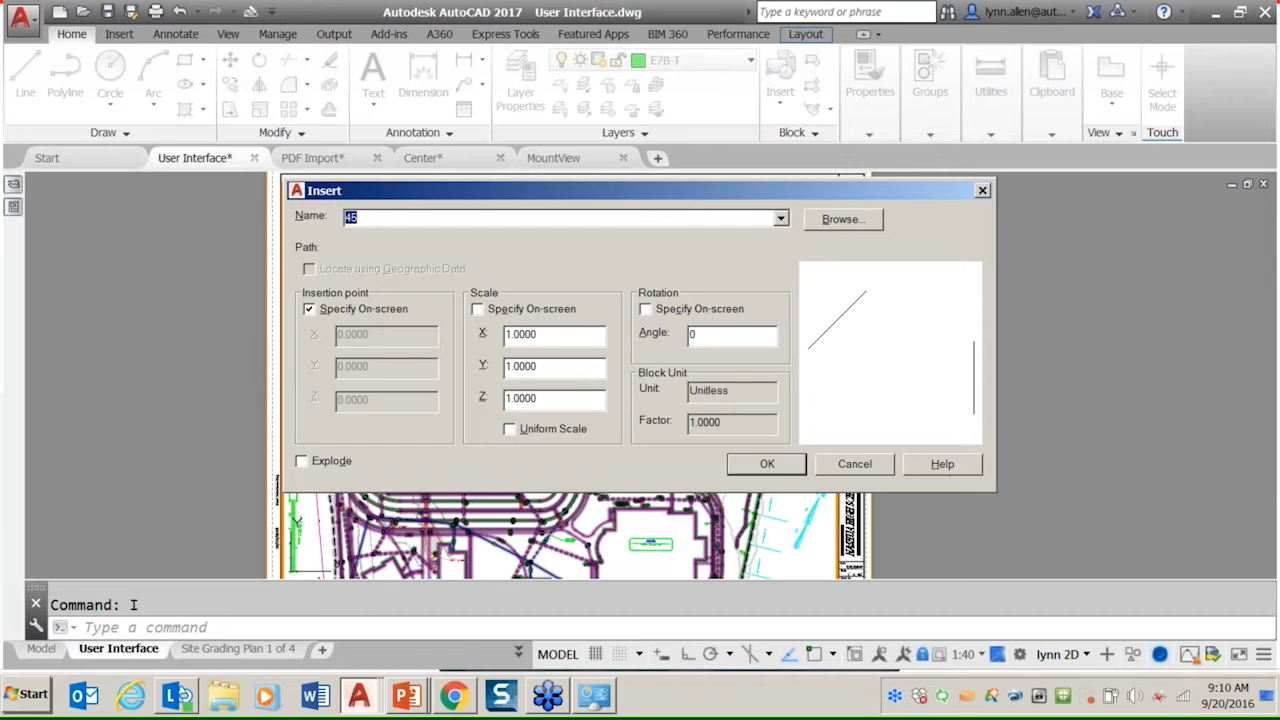 Autodesk AutoCAD 2017 User Interface.dwg
Type a keyword or phrase
lynn.allen@aut...
Home Insert Annotate View Manage Output Add-ins A360 Express Tools Featured Apps BIM 360 Performance Layout
E7B-T
Line Polyline Circle Arc Text Dimension Layer Properties Insert Properties Groups Utilities Clipboard Base Select Mode
Draw Modify Annotation Layers Block View Touch
Start User Interface* PDF Import* Center* MountView
Insert
Name: 45 Browse...
Path:
Locate using Geographic Data
Insertion point Scale Rotation
Specify On-screen Specify On-screen Specify On-screen
X: 0.0000 X: 1.0000 Angle: 0
Y: 0.0000 Y: 1.0000 Block Unit
Unit: Unitless
Z: 0.0000 Z: 1.0000 Factor: 1.0000
Uniform Scale
Explode OK Cancel Help
Command: I
Type a command
Model User Interface Site Grading Plan 1 of 4 MODEL 1:40 lynn 2D
Start 9:10 AM
9/20/2016